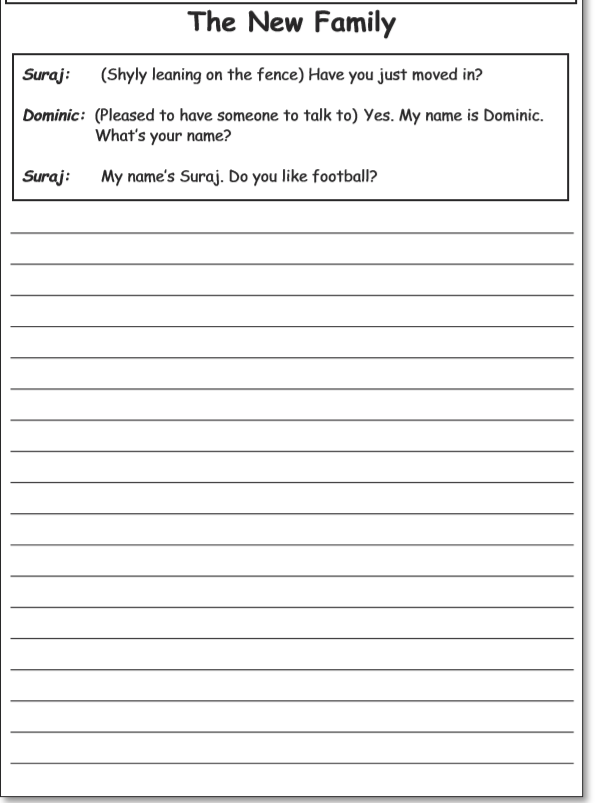 The New Family
Suraj: (Shyly leaning on the fence) Have you just moved in?
Dominic: (Pleased to have someone to talk to) Yes. My name is Dominic.
What's your name?
Suraj: My name's Suraj. Do you like football?